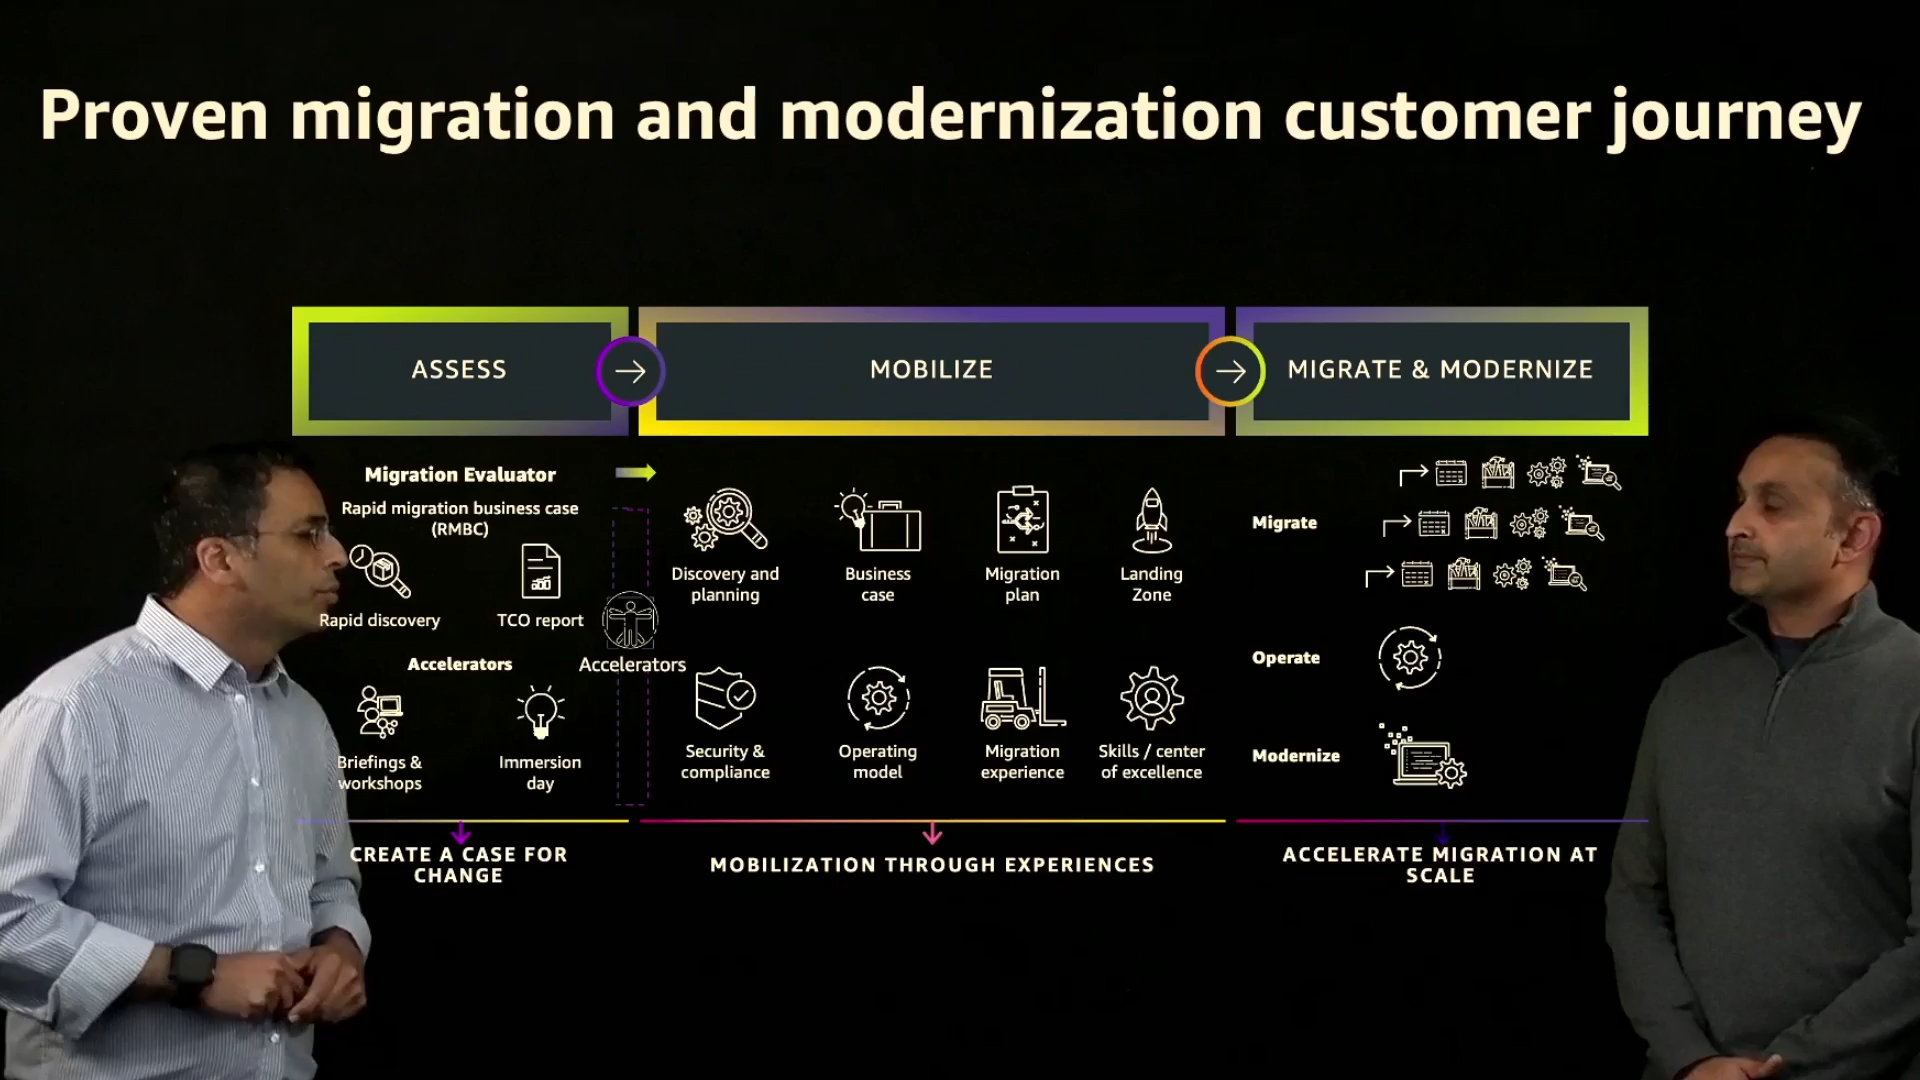 Proven migration and modernization customer journey
ASSESS
MOBILIZE
MIGRATE & MODERNIZE
Migration Evaluator
Rapid migration business case
(RMBC)
Rapid discovery
TCO report
Accelerators
Briefings &
workshops
Immersion
day
Accelerators
Discovery and
planning
Business
case
Migration
plan
Landing
Zone
Security &
compliance
Operating
model
Migration
experience
Skills / center
of excellence
Migrate
Operate
Modernize
CREATE A CASE FOR
CHANGE
MOBILIZATION THROUGH EXPERIENCES
ACCELERATE MIGRATION AT
SCALE